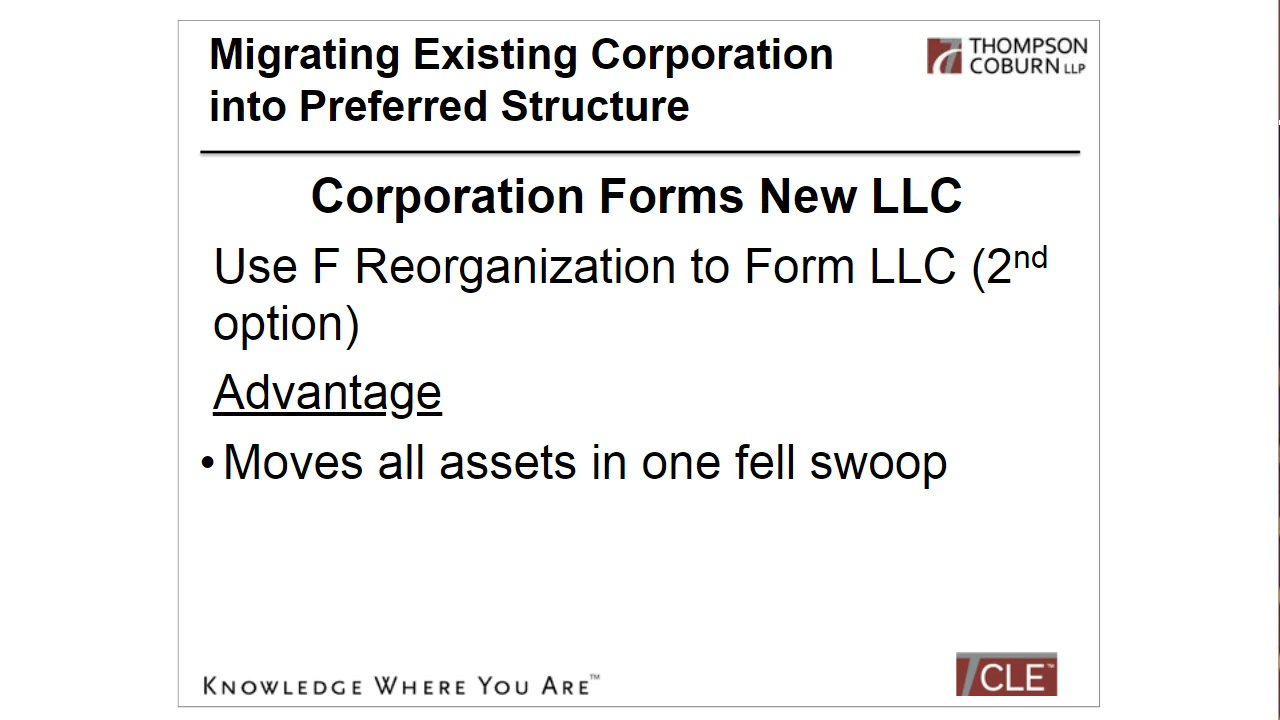 Migrating Existing Corporation
into Preferred Structure
THOMPSON
COBURN LLP
Corporation Forms New LLC
Use F Reorganization to Form LLC (2nd
option)
Advantage
• Moves all assets in one fell swoop
KNOWLEDGE WHERE YOU ARE™
TCLE™